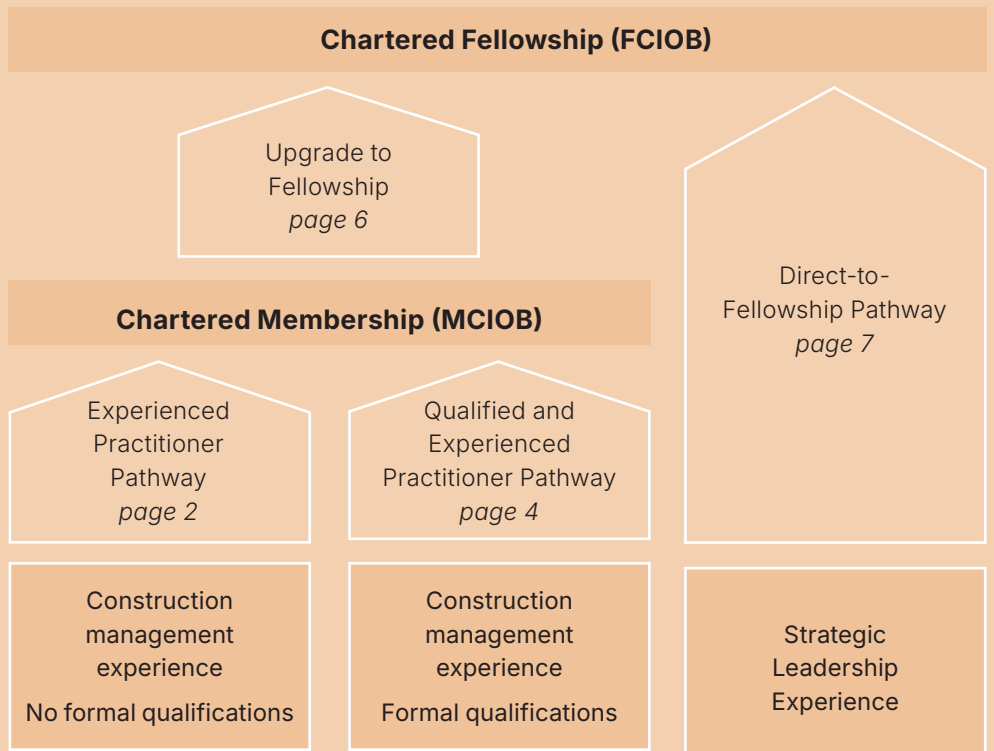 Chartered Fellowship (FCIOB)
Upgrade to
Fellowship
page 6
Direct-to-
Fellowship Pathway
page 7
Chartered Membership (MCIOB)
Experienced
Practitioner
Pathway
page 2
Qualified and
Experienced
Practitioner Pathway
page 4
Construction
management
experience
No formal qualifications
Construction
management
experience
Formal qualifications
Strategic
Leadership
Experience